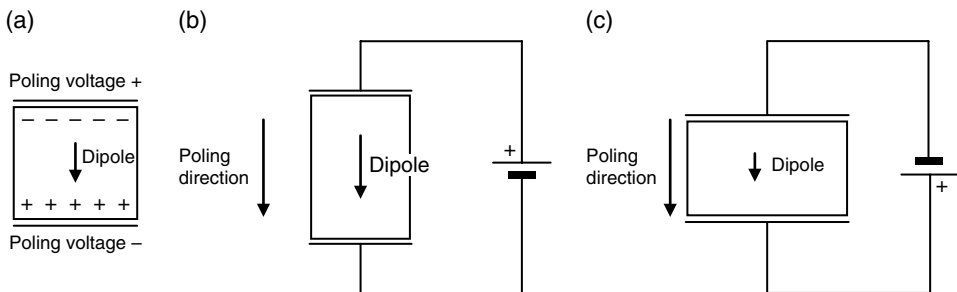 (a)
Poling voltage +
– – – – –
Dipole
+ + + + +
Poling voltage –
(b)
Poling
direction
Dipole
+
(c)
Poling
direction
Dipole
+